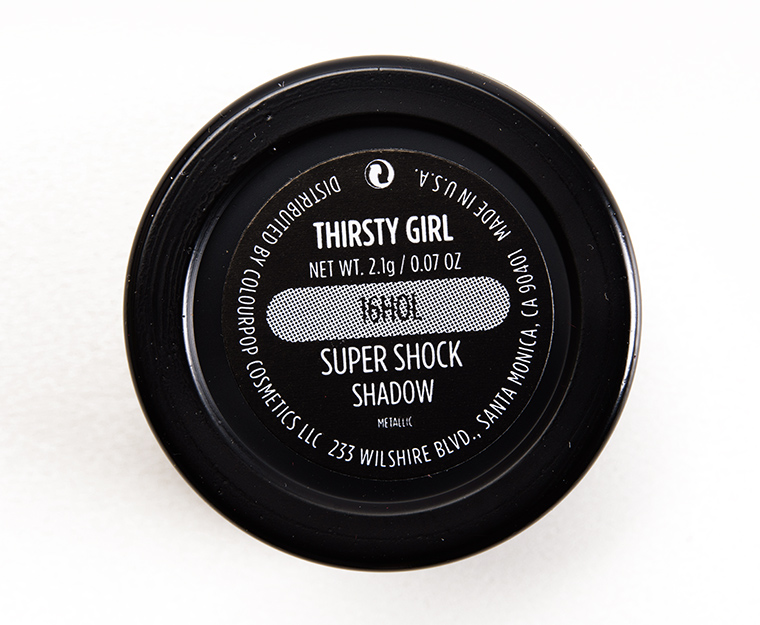 THIRSTY GIRL
NET WT. 2.1g / 0.07 OZ
16HOL
SUPER SHOCK
SHADOW
METALLIC
DISTRIBUTED BY COLOURPOP COSMETICS LLC 233 WILSHIRE BLVD., SANTA MONICA, CA 90401 MADE IN U.S.A.